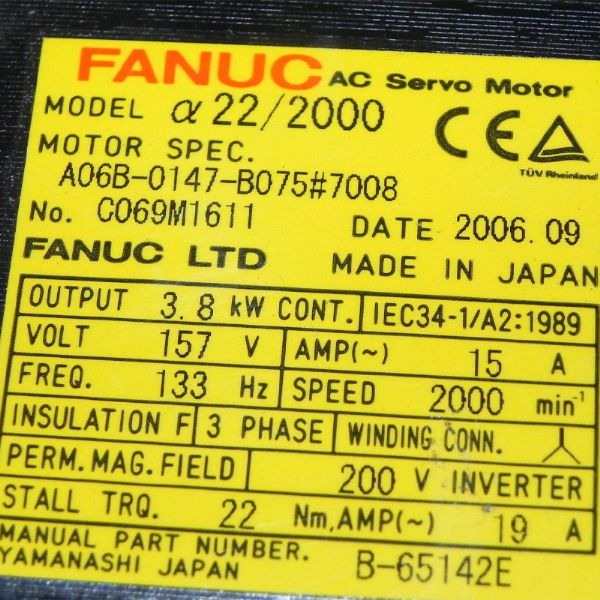 FANUC AC Servo Motor
MODEL α 22/2000
MOTOR SPEC.
A06B-0147-B075#7008
TÜV Rheinland
No. C069M1611 DATE 2006.09
FANUC LTD MADE IN JAPAN
OUTPUT 3.8 kW CONT. IEC34-1/A2:1989
VOLT 157 V AMP(~) 15 A
FREQ. 133 Hz SPEED 2000 min⁻¹
INSULATION F 3 PHASE WINDING CONN.
PERM.MAG.FIELD 200 V INVERTER
STALL TRQ. 22 Nm,AMP(~) 19 A
MANUAL PART NUMBER. B-65142E
YAMANASHI JAPAN